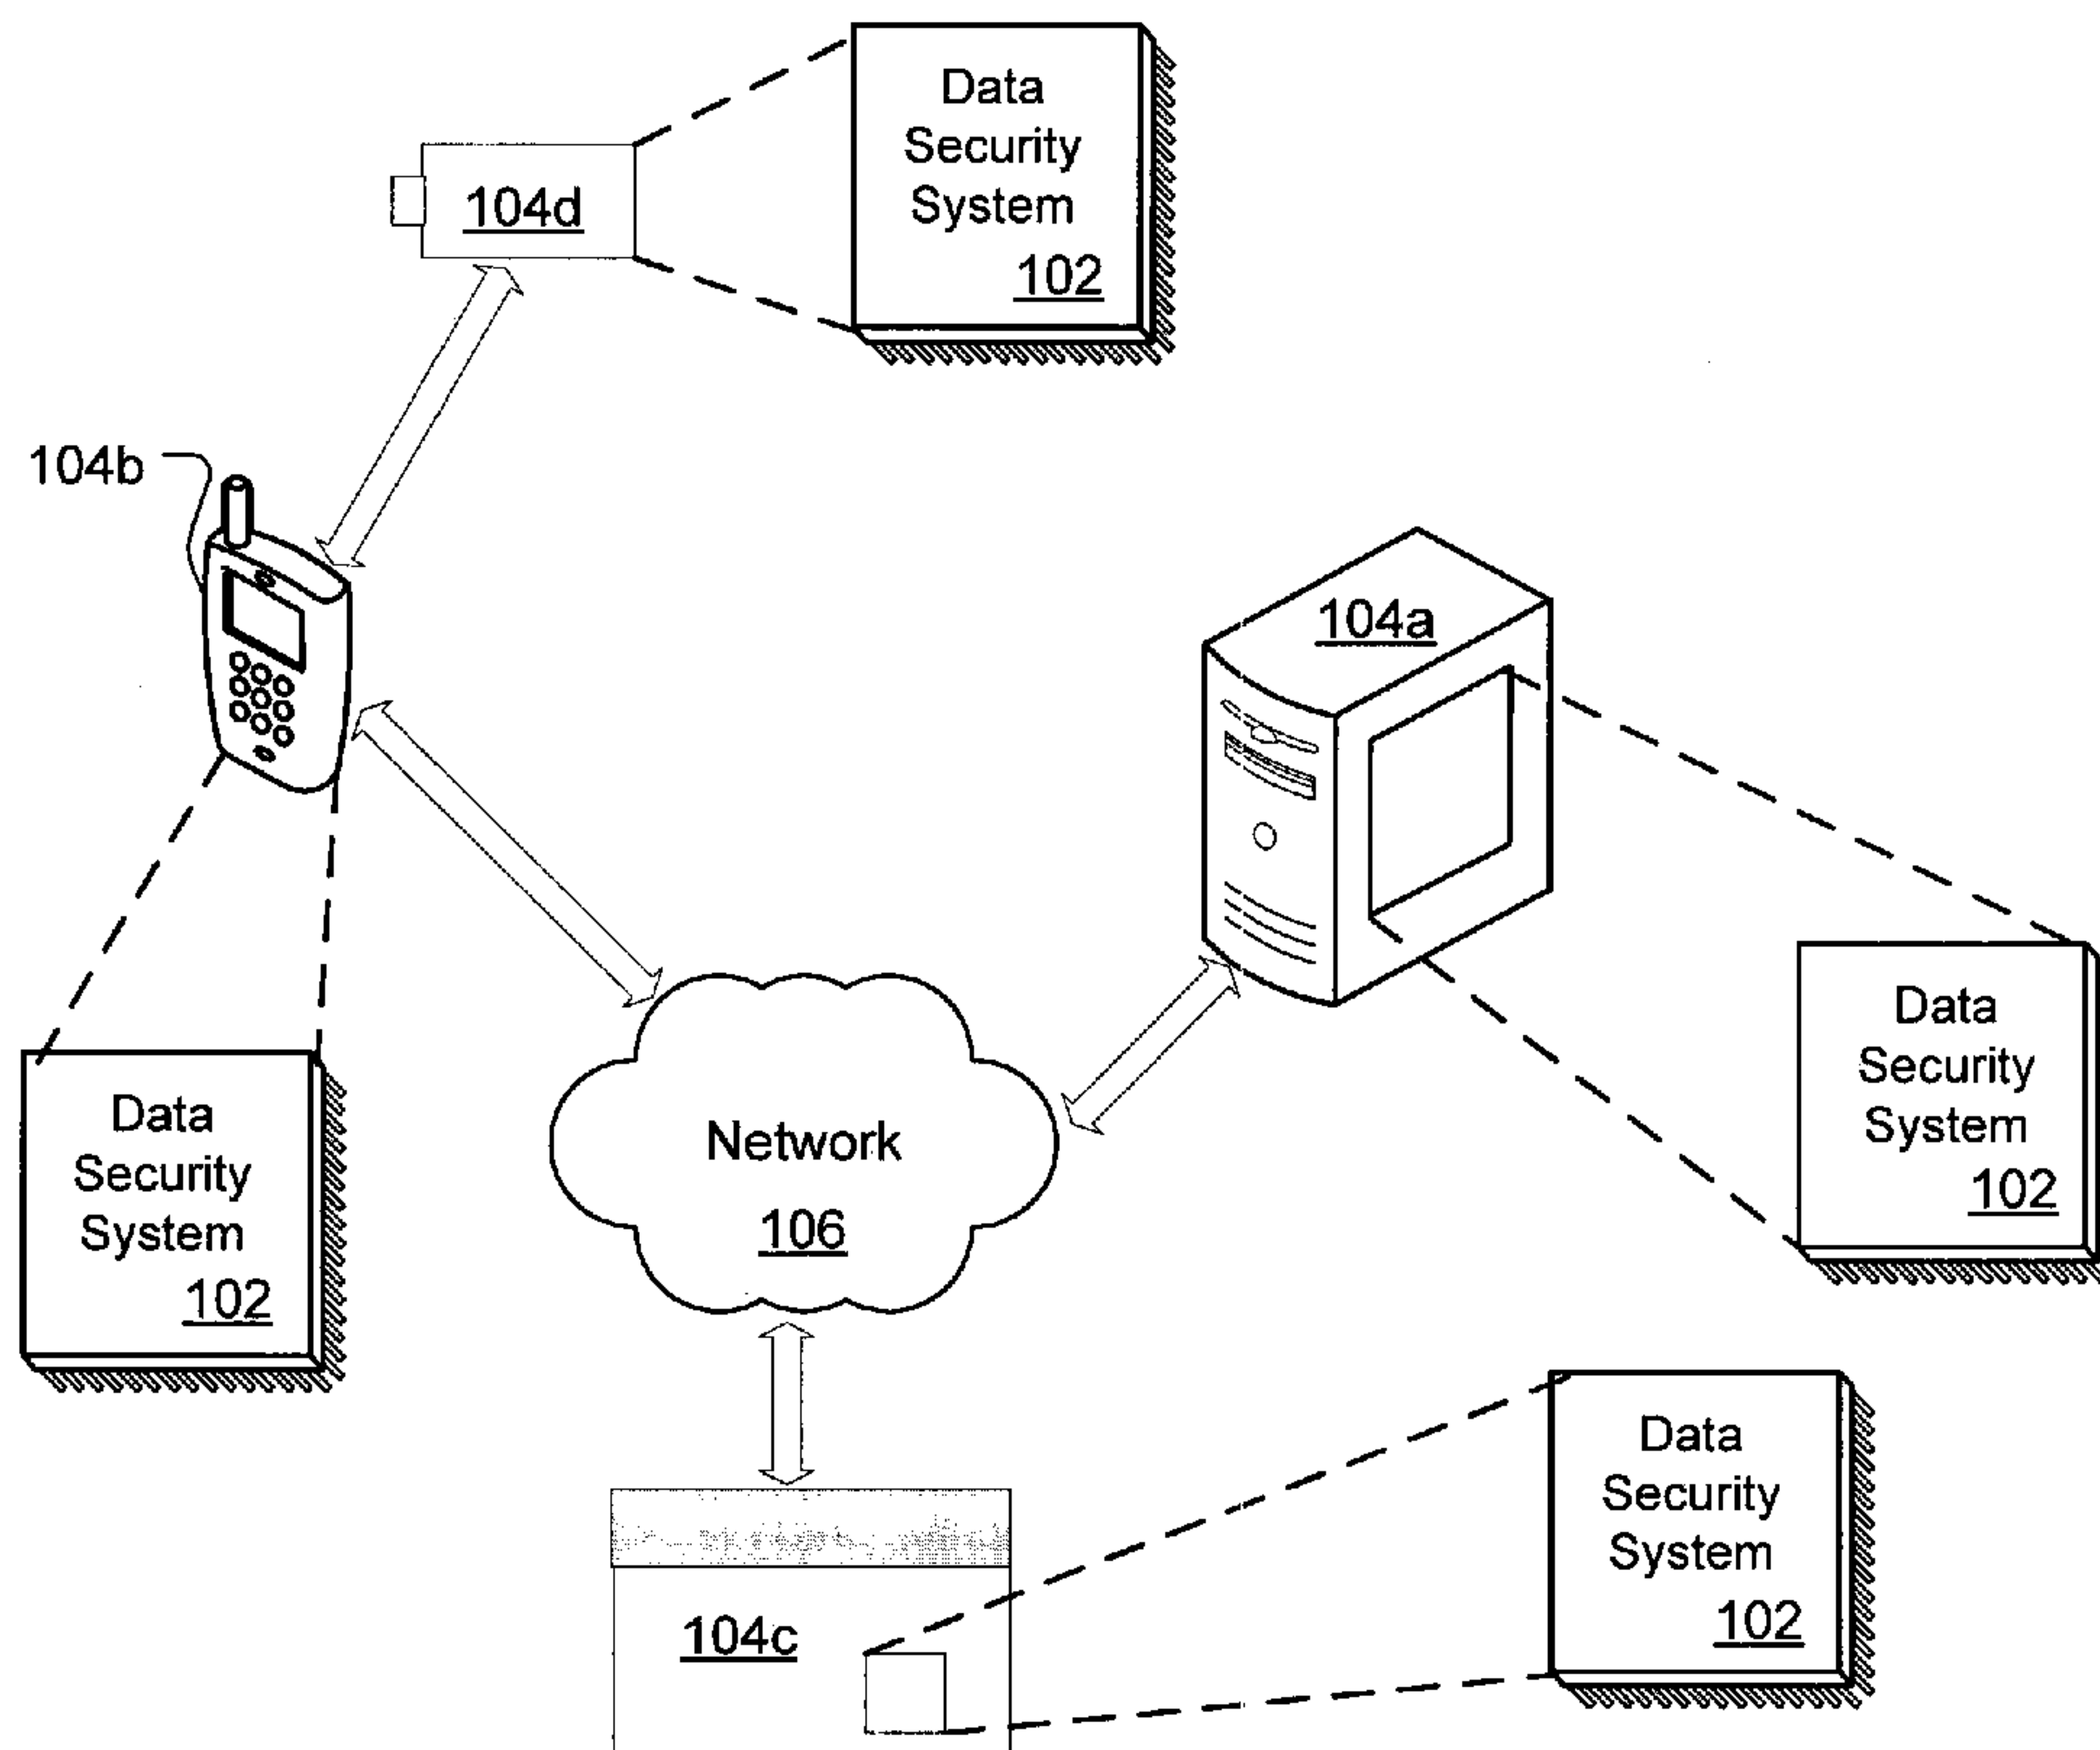 Data
Security
System
102
104d
104b
104a
Data
Security
System
102
Data
Security
System
102
Network
106
Data
Security
System
102
104c